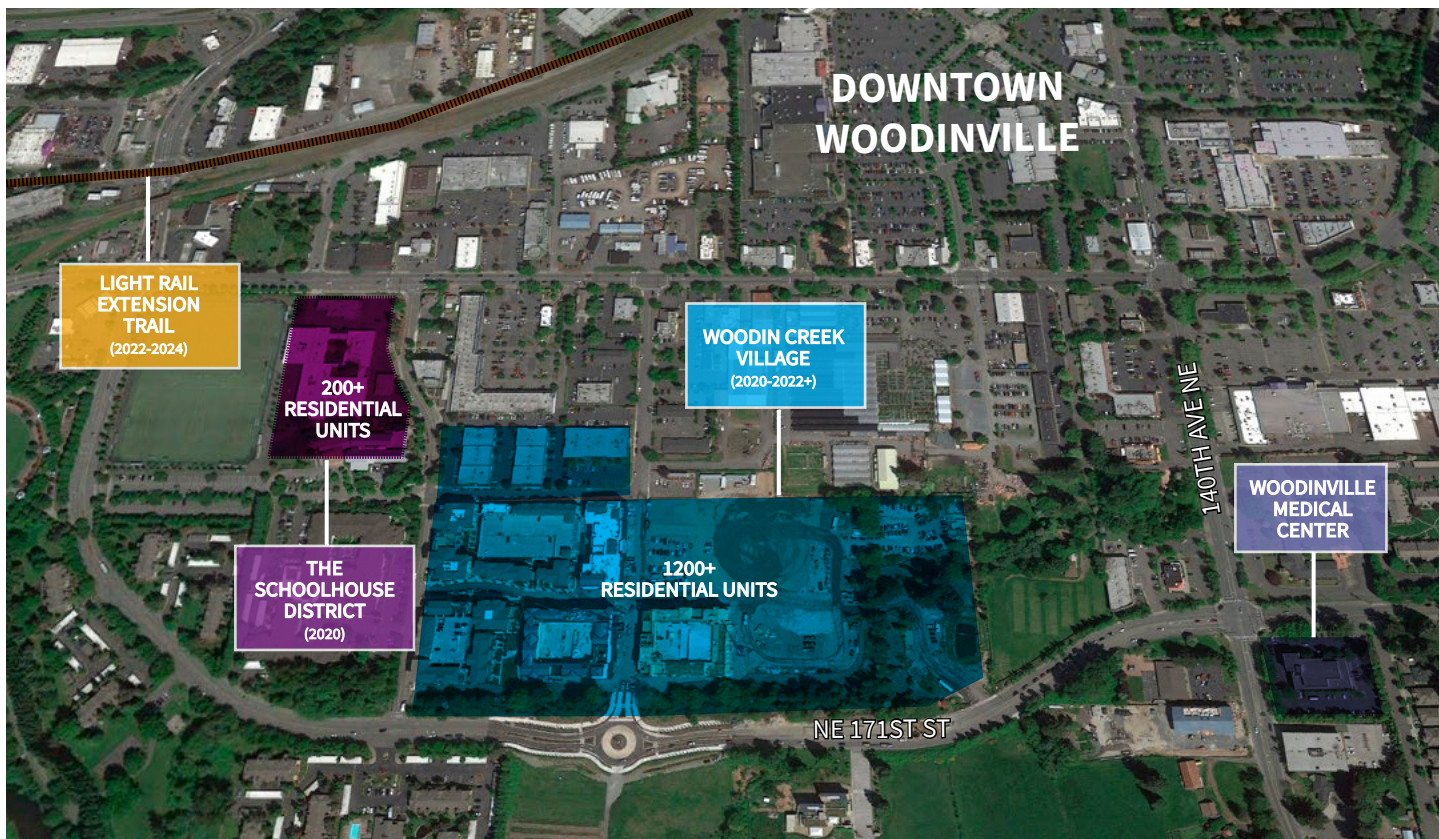 DOWNTOWN
WOODINVILLE
LIGHT RAIL
EXTENSION
TRAIL
(2022-2024)
200+
RESIDENTIAL
UNITS
WOODIN CREEK
VILLAGE
(2020-2022+)
140TH AVE NE
WOODINVILLE
MEDICAL
CENTER
THE
SCHOOLHOUSE
DISTRICT
(2020)
1200+
RESIDENTIAL UNITS
NE 171ST ST